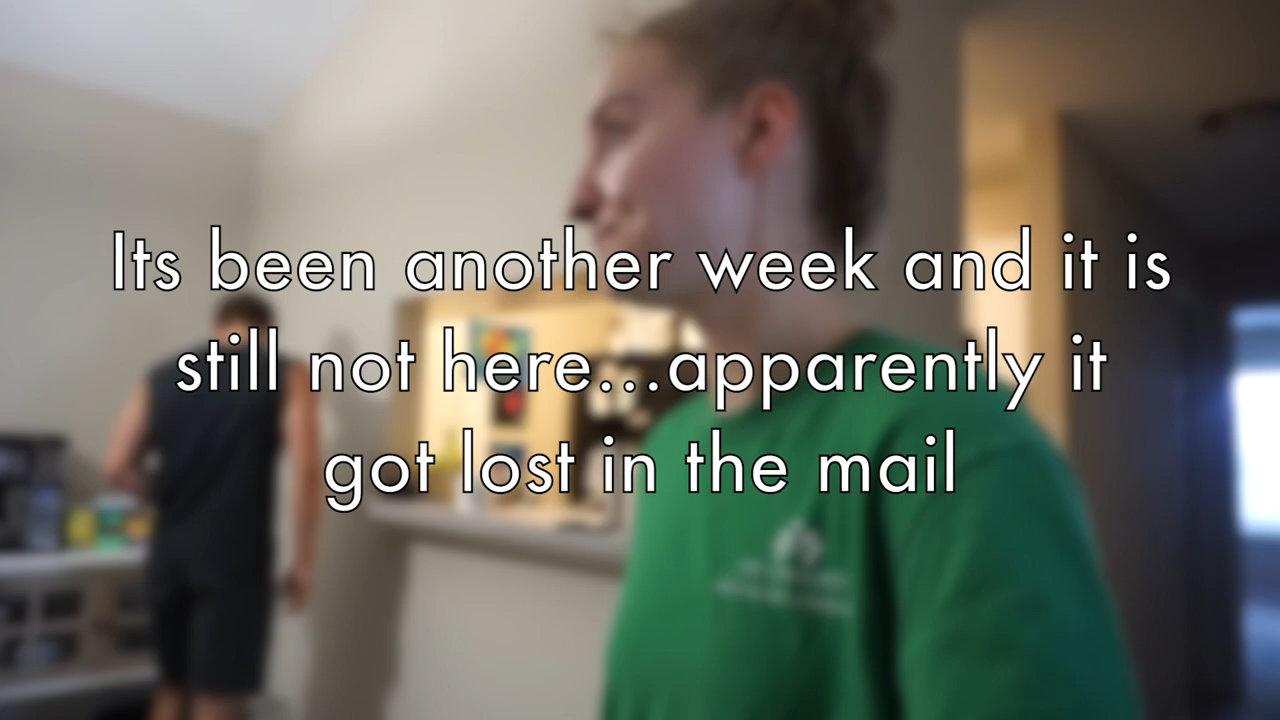 Its been another week and it is
still not here...apparently it
got lost in the mail